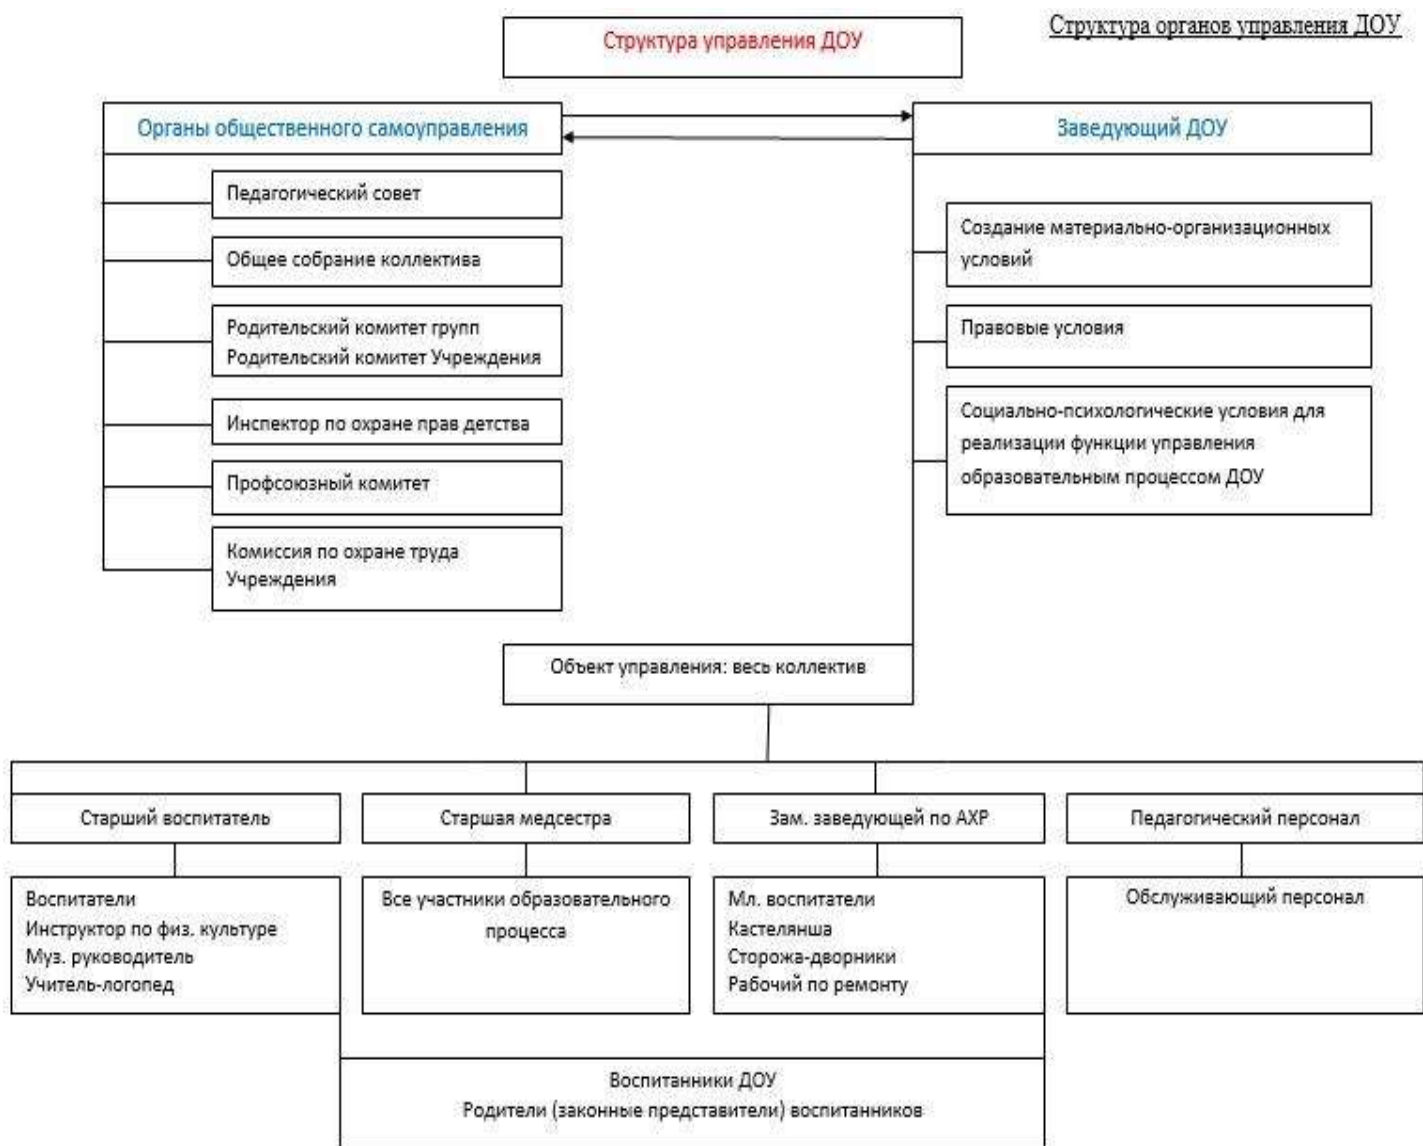 Структура органов управления ДОУ
Структура управления ДОУ
Органы общественного самоуправления
Заведующий ДОУ
Педагогический совет
Общее собрание коллектива
Родительский комитет групп
Родительский комитет Учреждения
Инспектор по охране прав детства
Профсоюзный комитет
Комиссия по охране труда
Учреждения
Создание материально-организационных
условий
Правовые условия
Социально-психологические условия для
реализации функции управления
образовательным процессом ДОУ
Объект управления: весь коллектив
Старший воспитатель
Старшая медсестра
Зам. заведующей по АХР
Педагогический персонал
Воспитатели
Инструктор по физ. культуре
Муз. руководитель
Учитель-логопед
Все участники образовательного
процесса
Мл. воспитатели
Кастелянша
Сторожа-дворники
Рабочий по ремонту
Обслуживающий персонал
Воспитанники ДОУ
Родители (законные представители) воспитанников